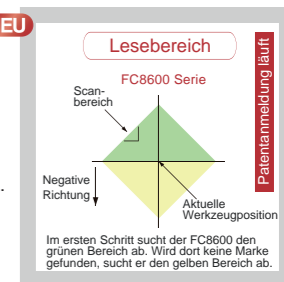 EU
Lesebereich
Patentanmeldung läuft
FC8600 Serie
Scan-
bereich
Negative
Richtung
Aktuelle
Werkzeugposition
Im ersten Schritt sucht der FC8600 den
grünen Bereich ab. Wird dort keine Marke
gefunden, sucht er den gelben Bereich ab.